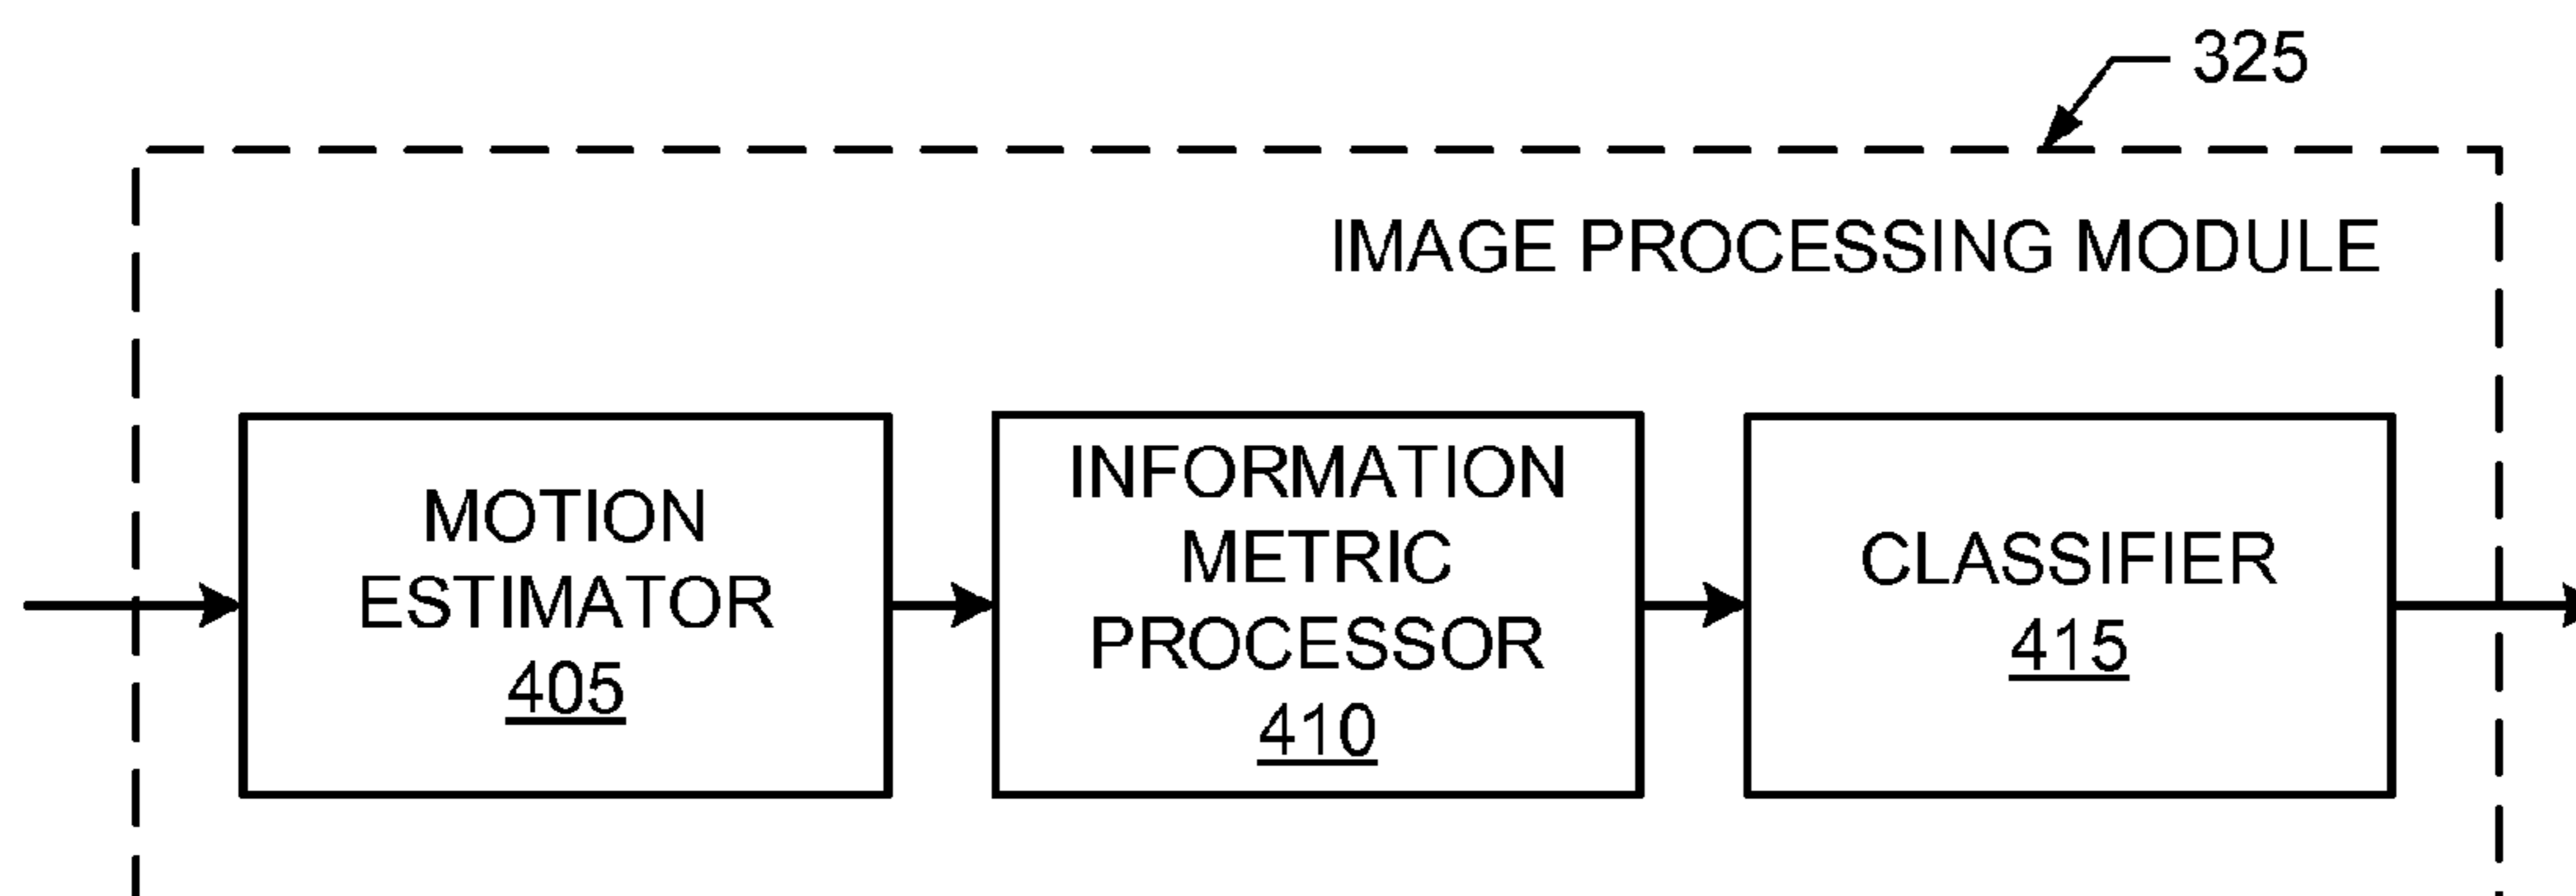 325
IMAGE PROCESSING MODULE
MOTION
ESTIMATOR
405
INFORMATION
METRIC
PROCESSOR
410
CLASSIFIER
415